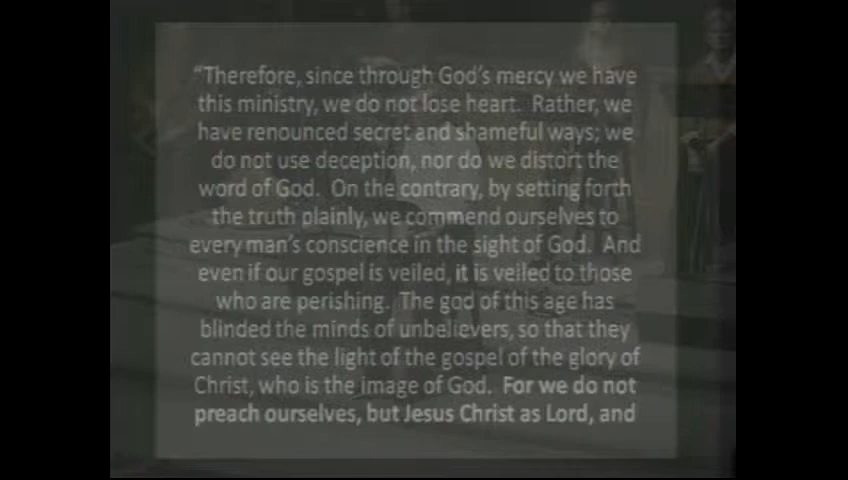 “Therefore, since through God’s mercy we have
this ministry, we do not lose heart.  Rather, we
have renounced secret and shameful ways; we
do not use deception, nor do we distort the
word of God.  On the contrary, by setting forth
the truth plainly, we commend ourselves to
every man’s conscience in the sight of God.  And
even if our gospel is veiled, it is veiled to those
who are perishing.  The god of this age has
blinded the minds of unbelievers, so that they
cannot see the light of the gospel of the glory of
Christ, who is the image of God.  For we do not
preach ourselves, but Jesus Christ as Lord, and